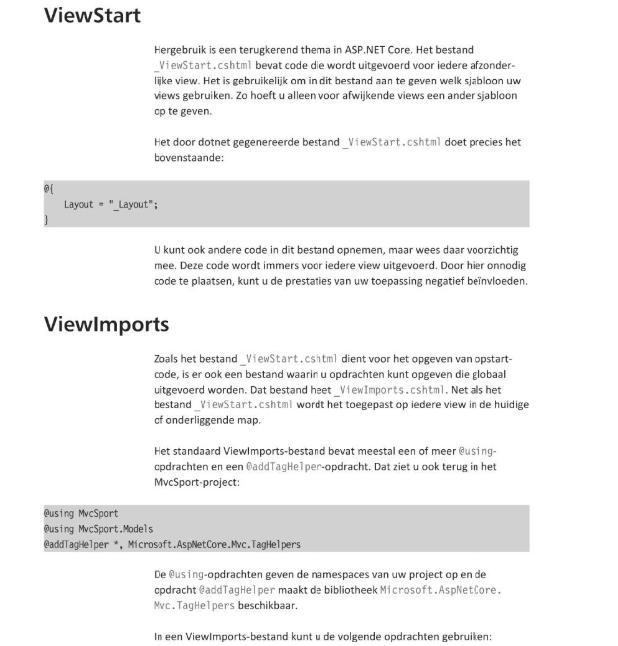 ViewStart
Hergebruik is een terugkerend thema in ASP.NET Core. Het bestand
_ViewStart.cshtml bevat code die wordt uitgevoerd voor iedere afzonder-
lijke view. Het is gebruikelijk om in dit bestand aan te geven welk sjabloon uw
views gebruiken. Zo hoeft u alleen voor afwijkende views een ander sjabloon
op te geven.
Het door dotnet gegenereerde bestand _ViewStart.cshtml doet precies het
bovenstaande:
@{
Layout = "_Layout";
}
U kunt ook andere code in dit bestand opnemen, maar wees daar voorzichtig
mee. Deze code wordt immers voor iedere view uitgevoerd. Door hier onnodig
code te plaatsen, kunt u de prestaties van uw toepassing negatief beïnvloeden.
ViewImports
Zoals het bestand _ViewStart.cshtml dient voor het opgeven van opstart-
code, is er ook een bestand waarin u opdrachten kunt opgeven die globaal
uitgevoerd worden. Dat bestand heet _ViewImports.cshtml. Net als het
bestand _ViewStart.cshtml wordt het toegepast op iedere view in de huidige
of onderliggende map.
Het standaard ViewImports-bestand bevat meestal een of meer @using-
opdrachten en een @addTagHelper-opdracht. Dat ziet u ook terug in het
MvcSport-project:
@using MvcSport
@using MvcSport.Models
@addTagHelper *, Microsoft.AspNetCore.Mvc.TagHelpers
De @using-opdrachten geven de namespaces van uw project op en de
opdracht @addTagHelper maakt de bibliotheek Microsoft.AspNetCore.
Mvc.TagHelpers beschikbaar.
In een ViewImports-bestand kunt u de volgende opdrachten gebruiken: